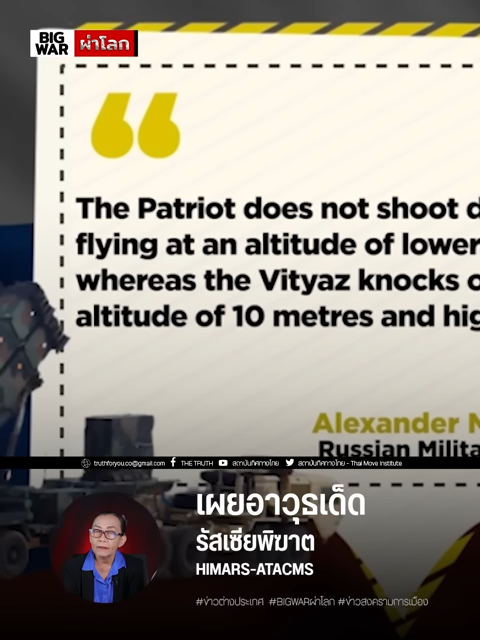 BIG
WAR ผ่าโลก
The Patriot does not shoot d
flying at an altitude of lower
whereas the Vityaz knocks o
altitude of 10 metres and hig
Alexander M
Russian Milita
truthforyou.co@gmail.com THE TRUTH สถาบันทิศทางไทย สถาบันทิศทางไทย - Thai Move Institute
เผยอาวุธเด็ด
รัสเซียพิฆาต
HIMARS-ATACMS
#ข่าวต่างประเทศ #BIGWARผ่าโลก #ข่าวสงครามการเมือง